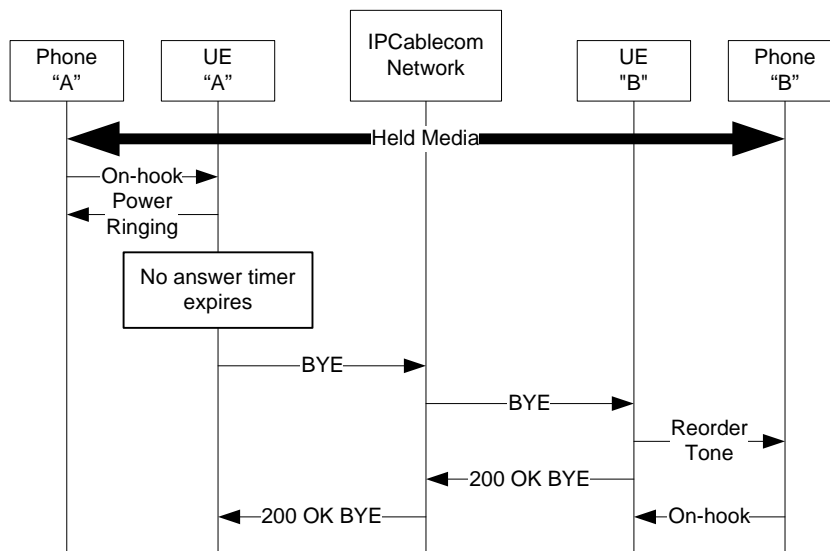 Phone
“A”
UE
“A”
IPCablecom
Network
UE
"B"
Phone
“B”
Held Media
On-hook
Power
Ringing
No answer timer
expires
BYE
BYE
Reorder
Tone
200 OK BYE
200 OK BYE
On-hook